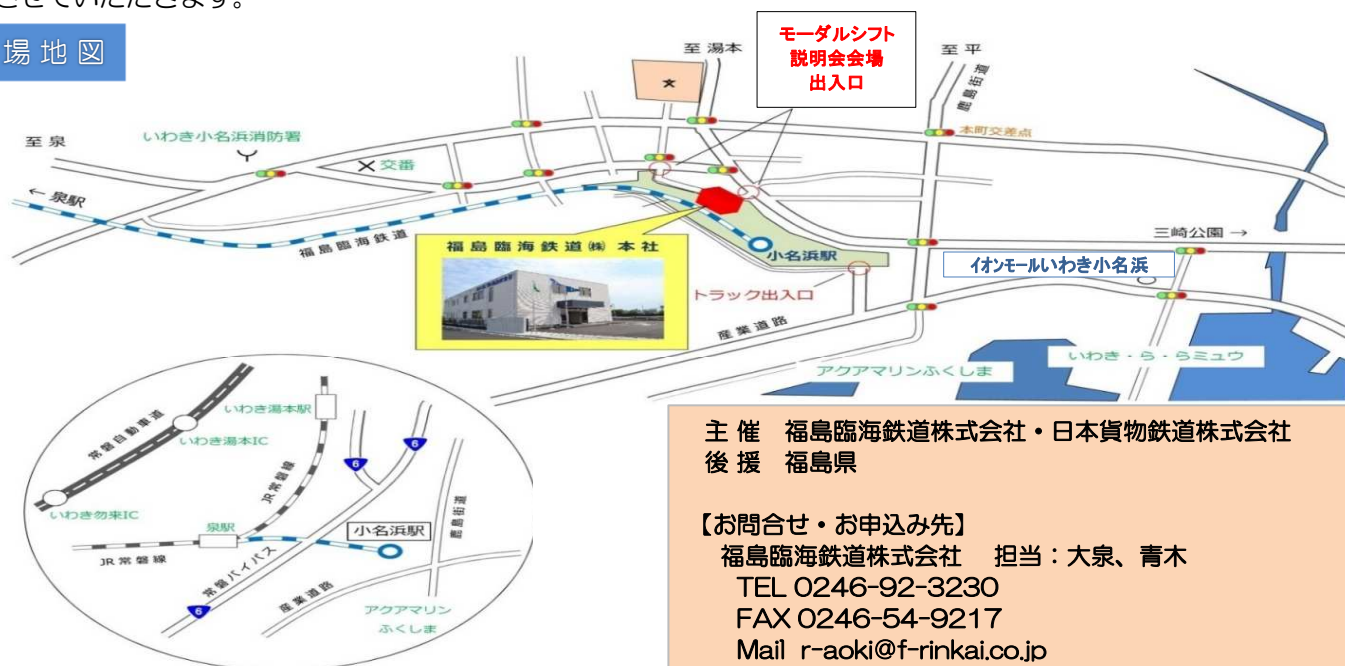 させていただきます。
場地図
モーダルシフト
説明会会場
出入口
至 湯本
至 平
鹿島街道
本町交差点
至 泉
いわき小名浜消防署
交番
← 泉駅
福島臨海鉄道
福島臨海鉄道㈱ 本社
小名浜駅
三崎公園 →
イオンモールいわき小名浜
トラック出入口
産業道路
いわき・ら・らミュウ
アクアマリンふくしま
常磐自動車道
いわき湯本駅
いわき湯本IC
JR常磐線
6
6
いわき勿来IC
泉駅
小名浜駅
鹿島街道
JR常磐線
常磐バイパス
産業道路
6
アクアマリン
ふくしま
主 催 福島臨海鉄道株式会社・日本貨物鉄道株式会社
後 援 福島県
【お問合せ・お申込み先】
福島臨海鉄道株式会社 担当:大泉、青木
TEL 0246-92-3230
FAX 0246-54-9217
Mail r-aoki@f-rinkai.co.jp